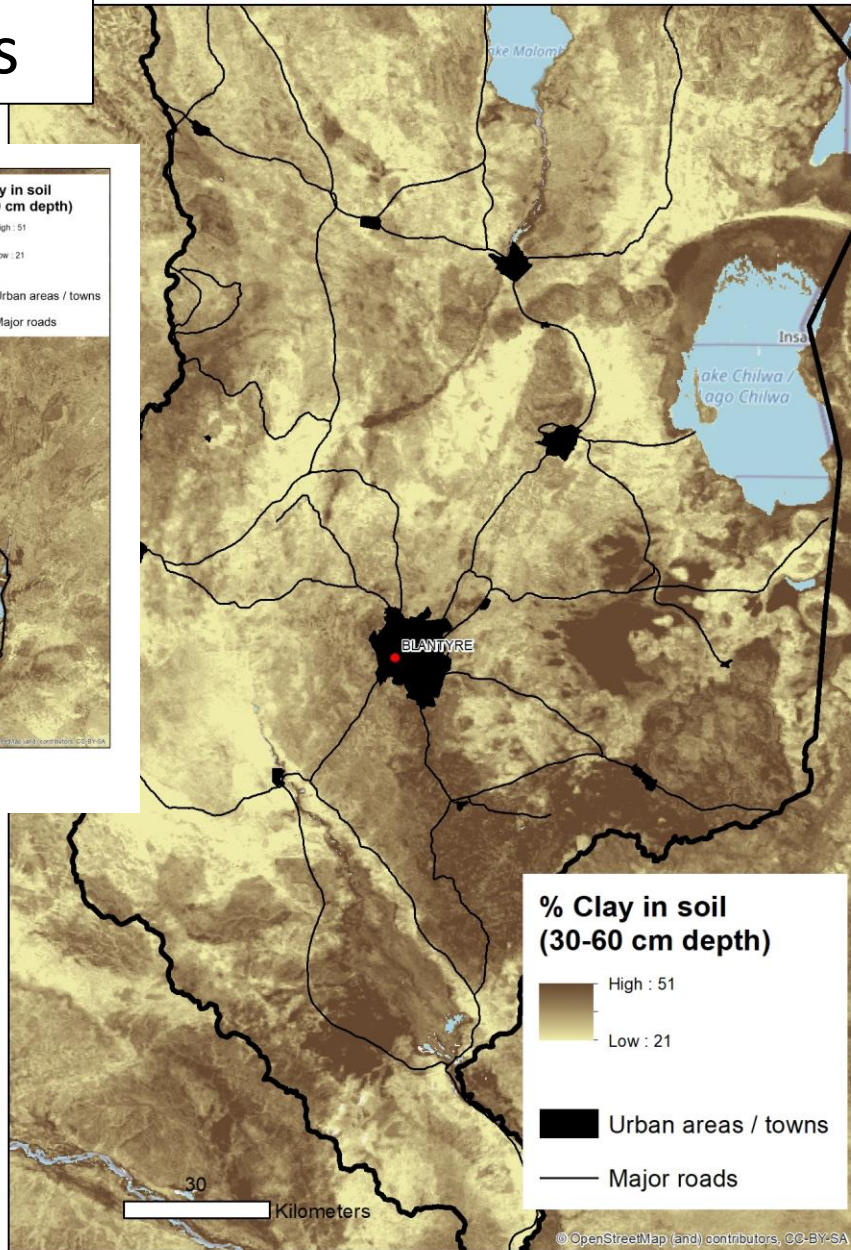 s
ake Malomb
y in soil
cm depth)
igh : 51
ow : 21
Urban areas / towns
Major roads
Insa
ake Chilwa /
ago Chilwa
BLANTYRE
% Clay in soil
(30-60 cm depth)
High : 51
Low : 21
Urban areas / towns
Major roads
30
Kilometers
© OpenStreetMap (and) contributors, CC-BY-SA